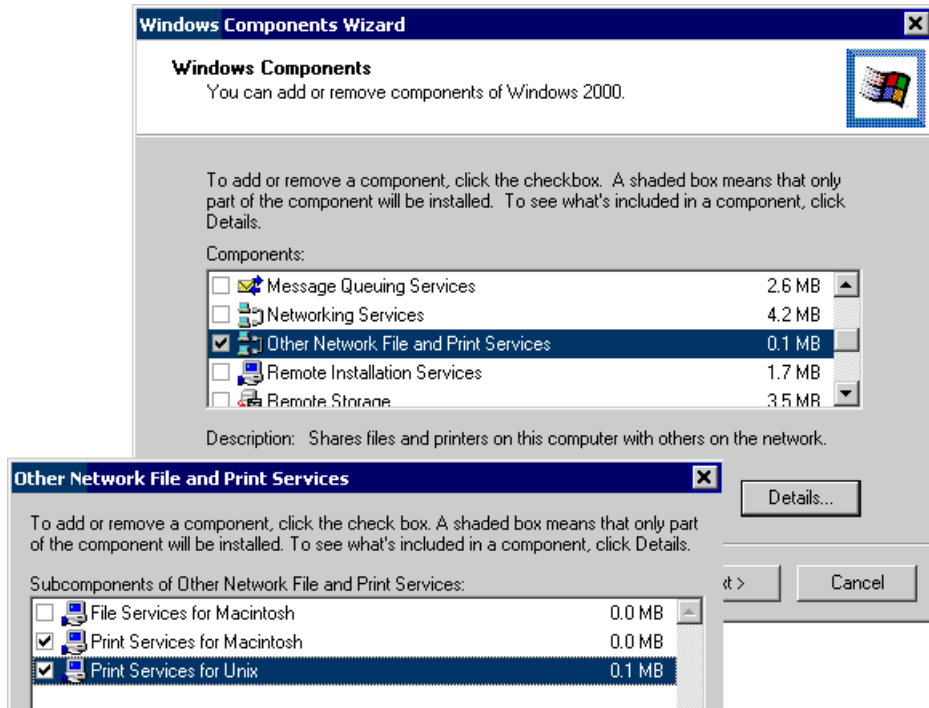 Windows Components Wizard
Windows Components
You can add or remove components of Windows 2000.
To add or remove a component, click the checkbox. A shaded box means that only
part of the component will be installed. To see what's included in a component, click
Details.
Components:
Message Queuing Services 2.6 MB
Networking Services 4.2 MB
Other Network File and Print Services 0.1 MB
Remote Installation Services 1.7 MB
Remote Storage 3.5 MB
Description: Shares files and printers on this computer with others on the network.
Details...
xt >
Cancel
Other Network File and Print Services
To add or remove a component, click the check box. A shaded box means that only part
of the component will be installed. To see what's included in a component, click Details.
Subcomponents of Other Network File and Print Services:
File Services for Macintosh 0.0 MB
Print Services for Macintosh 0.0 MB
Print Services for Unix 0.1 MB